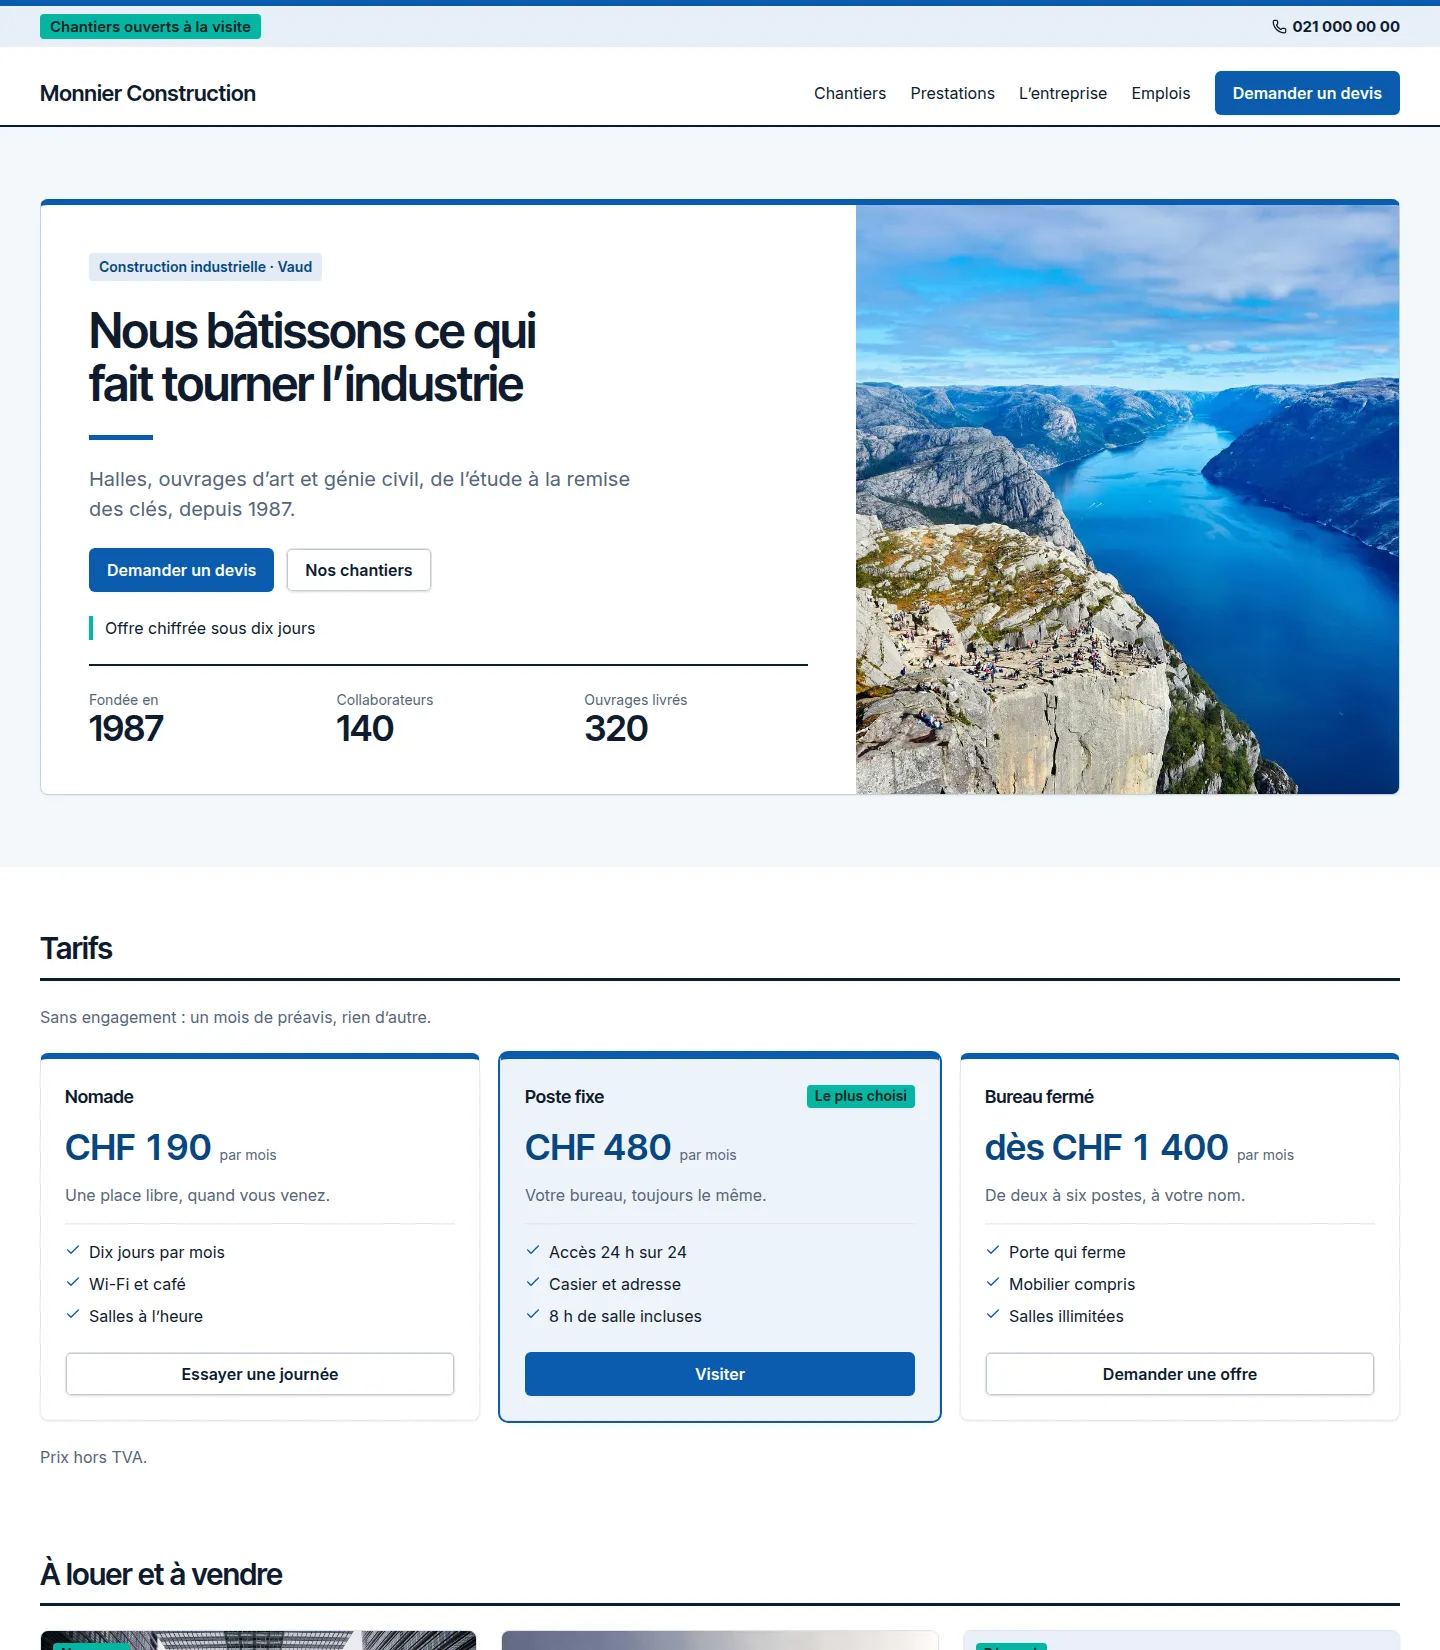 Chantiers ouverts à la visite
021 000 00 00
Monnier Construction
Chantiers
Prestations
L’entreprise
Emplois
Demander un devis
Construction industrielle · Vaud
Nous bâtissons ce qui
fait tourner l’industrie
Halles, ouvrages d’art et génie civil, de l’étude à la remise
des clés, depuis 1987.
Demander un devis
Nos chantiers
Offre chiffrée sous dix jours
Fondée en
1987
Collaborateurs
140
Ouvrages livrés
320
Tarifs
Sans engagement : un mois de préavis, rien d’autre.
Nomade
CHF 190 par mois
Une place libre, quand vous venez.
Dix jours par mois
Wi-Fi et café
Salles à l’heure
Essayer une journée
Poste fixe
Le plus choisi
CHF 480 par mois
Votre bureau, toujours le même.
Accès 24 h sur 24
Casier et adresse
8 h de salle incluses
Visiter
Bureau fermé
dès CHF 1 400 par mois
De deux à six postes, à votre nom.
Porte qui ferme
Mobilier compris
Salles illimitées
Demander une offre
Prix hors TVA.
À louer et à vendre